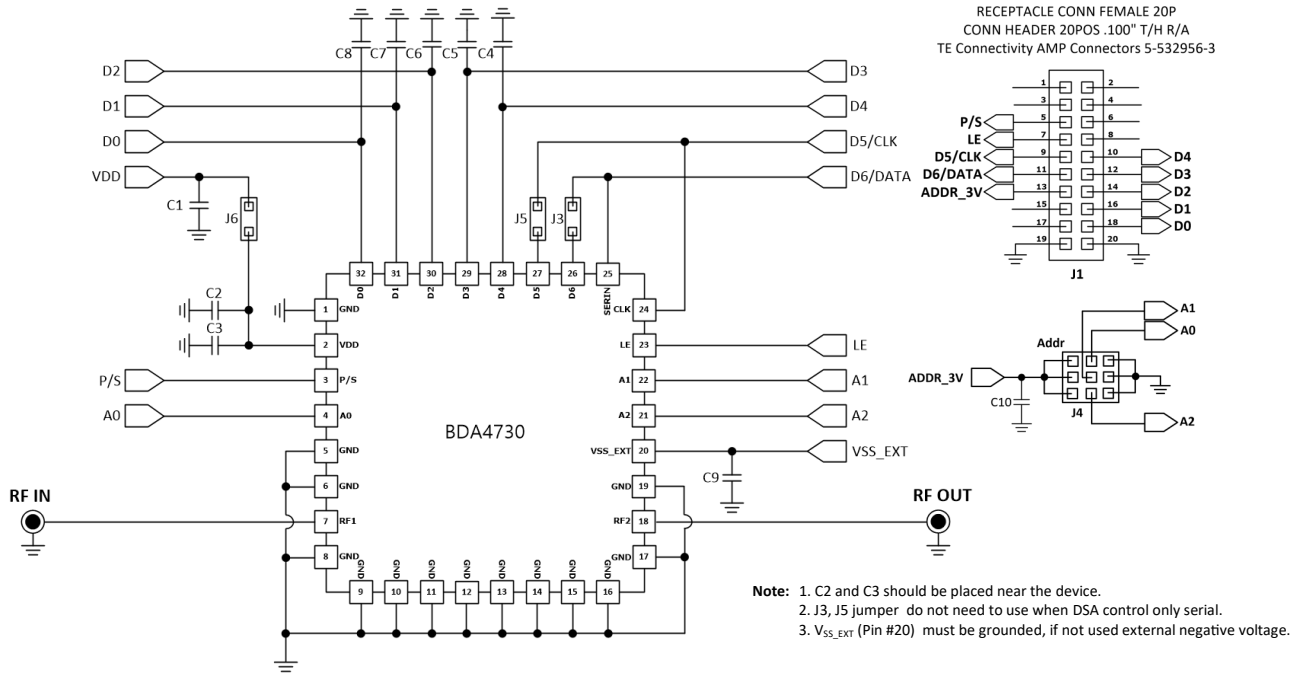 RECEPTACLE CONN FEMALE 20P
CONN HEADER 20POS .100" T/H R/A
TE Connectivity AMP Connectors 5-532956-3
C8 C7 C6 C5 C4
D2
D1
D0
VDD
D3
D4
D5/CLK
D6/DATA
C1
J6
J5
J3
C2
C3
32 31 30 29 28 27 26 25
D0 D1 D2 D3 D4 D5 D6 SERIN
1 GND
2 VDD
3 P/S
4 A0
5 GND
6 GND
7 RF1
8 GND
CLK 24
LE 23
A1 22
A2 21
VSS_EXT 20
GND 19
RF2 18
GND 17
GND GND GND GND GND GND GND GND
9 10 11 12 13 14 15 16
BDA4730
P/S
A0
LE
A1
A2
VSS_EXT
C9
RF IN
RF OUT
1 2
3 4
P/S 5 6
LE 7 8
D5/CLK 9 10 D4
D6/DATA 11 12 D3
ADDR_3V 13 14 D2
15 16 D1
17 18 D0
19 20
J1
A1
A0
Addr
ADDR_3V
C10
J4
A2
Note: 1. C2 and C3 should be placed near the device.
2. J3, J5 jumper do not need to use when DSA control only serial.
3. VSS_EXT (Pin #20) must be grounded, if not used external negative voltage.